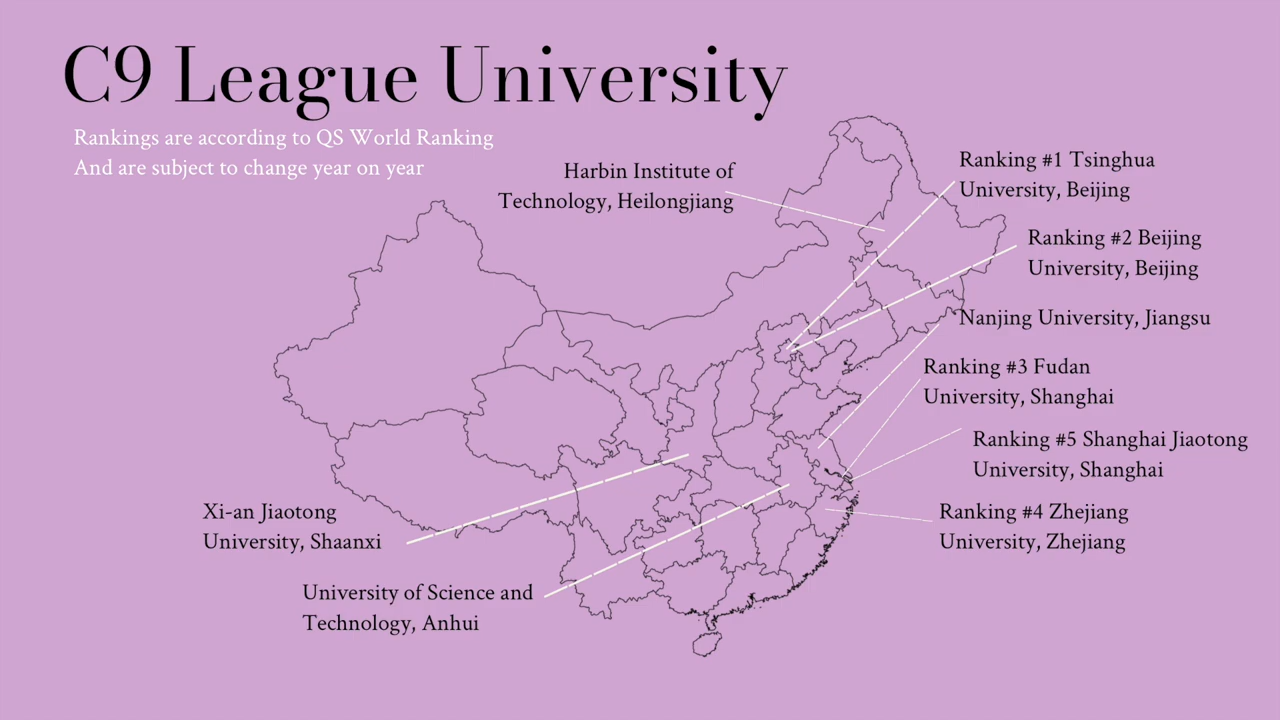 C9 League University
Rankings are according to QS World Ranking
And are subject to change year on year
Harbin Institute of
Technology, Heilongjiang
Ranking #1 Tsinghua
University, Beijing
Ranking #2 Beijing
University, Beijing
Nanjing University, Jiangsu
Ranking #3 Fudan
University, Shanghai
Ranking #5 Shanghai Jiaotong
University, Shanghai
Ranking #4 Zhejiang
University, Zhejiang
Xi-an Jiaotong
University, Shaanxi
University of Science and
Technology, Anhui